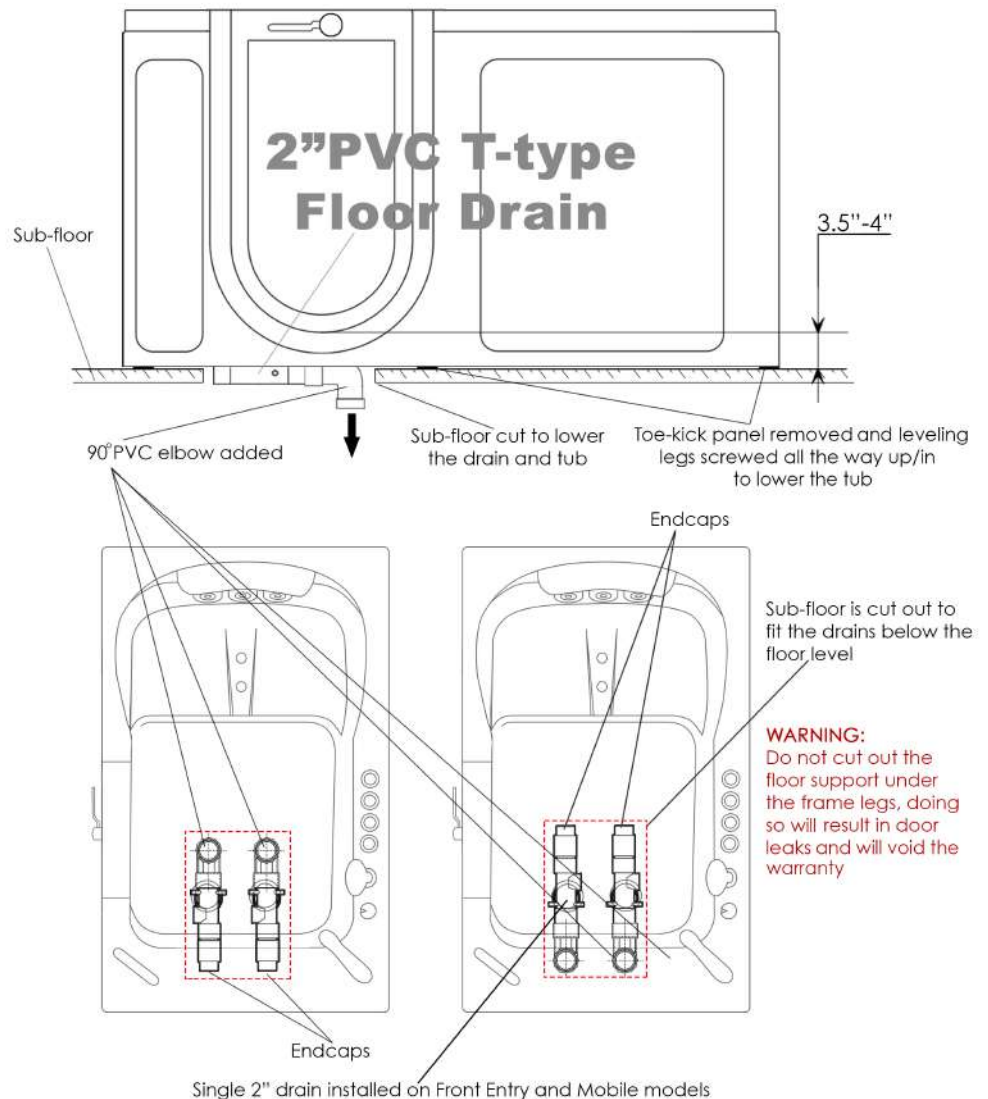 2”PVC T-type
Floor Drain
Sub-floor
3.5”-4”
90°PVC elbow added
Sub-floor cut to lower
the drain and tub
Toe-kick panel removed and leveling
legs screwed all the way up/in
to lower the tub
Endcaps
Sub-floor is cut out to
fit the drains below the
floor level
WARNING:
Do not cut out the
floor support under
the frame legs, doing
so will result in door
leaks and will void the
warranty
Endcaps
Single 2” drain installed on Front Entry and Mobile models